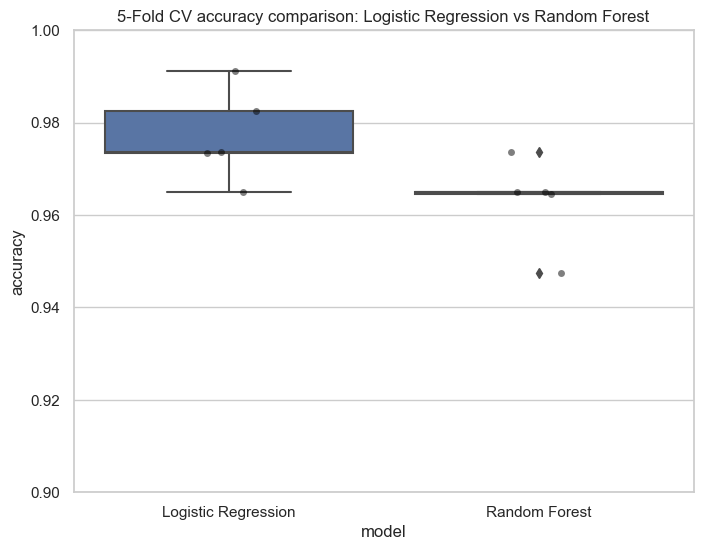 5-Fold CV accuracy comparison: Logistic Regression vs Random Forest
1.00
0.98
0.96
0.94
0.92
0.90
accuracy
Logistic Regression
Random Forest
model